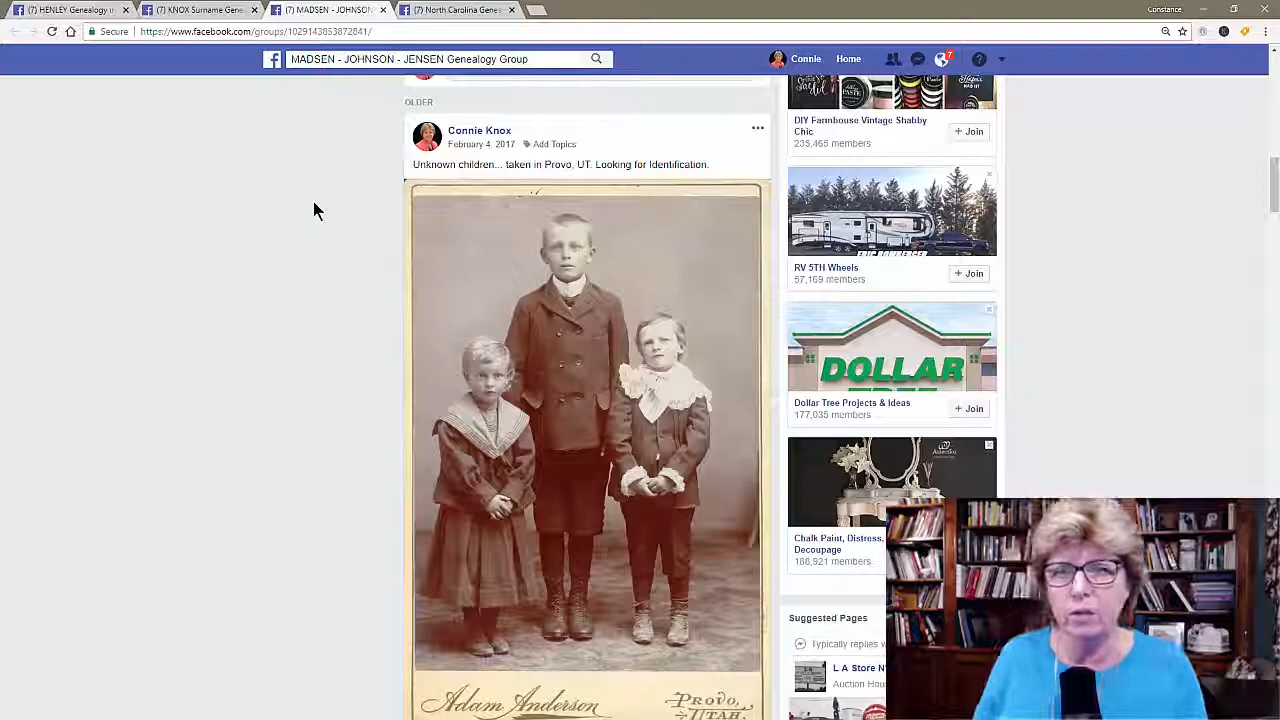 (7) HENLEY Genealogy (n
(7) KNOX Surname Gene
(7) MADSEN - JOHNSON -
(7) North Carolina Gene
Constance
Secure
https://www.facebook.com/groups/1029143853872841/
MADSEN - JOHNSON - JENSEN Genealogy Group
Connie
Home
7
OLDER
Connie Knox
February 4, 2017
Add Topics
Unknown children... taken in Provo, UT. Looking for Identification.
Adam Anderson
PROVO,
UTAH.
DIY Farmhouse Vintage Shabby
Chic
235,465 members
+ Join
RV 5TH Wheels
57,169 members
+ Join
DOLLAR
Dollar Tree Projects & Ideas
177,035 members
+ Join
Chalk Paint, Distress,
Decoupage
188,921 members
Suggested Pages
Typically replies w
L A Store N
Auction Hou